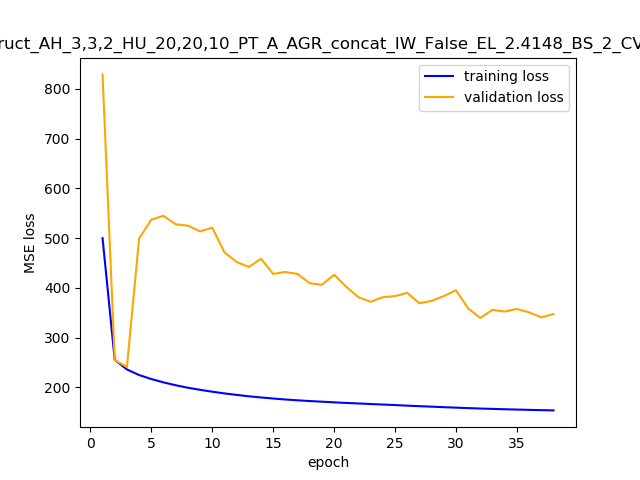 ruct_AH_3,3,2_HU_20,20,10_PT_A_AGR_concat_IW_False_EL_2.4148_BS_2_CV
training loss
validation loss
800
700
600
500
400
300
200
MSE loss
0 5 10 15 20 25 30 35
epoch